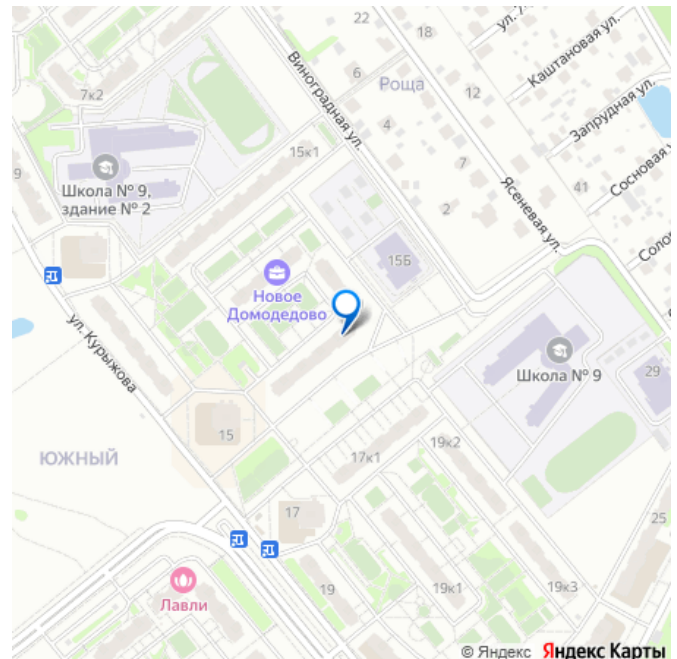 22
18
ул. 7
Каштановая ул.
6
Роща
12
7к2
Виноградная ул.
4
Запрудная ул.
15к1
Школа № 9,
здание № 2
9
7
41
Сосновая у
2
Ясеневая ул.
Соло
15Б
Новое
Домодедово
ул. Курыжова
Школа № 9
29
15
ЮЖНЫЙ
19к2
17к1
17
25
Лавли
19
19к1
19к3
© Яндекс Яндекс Карты